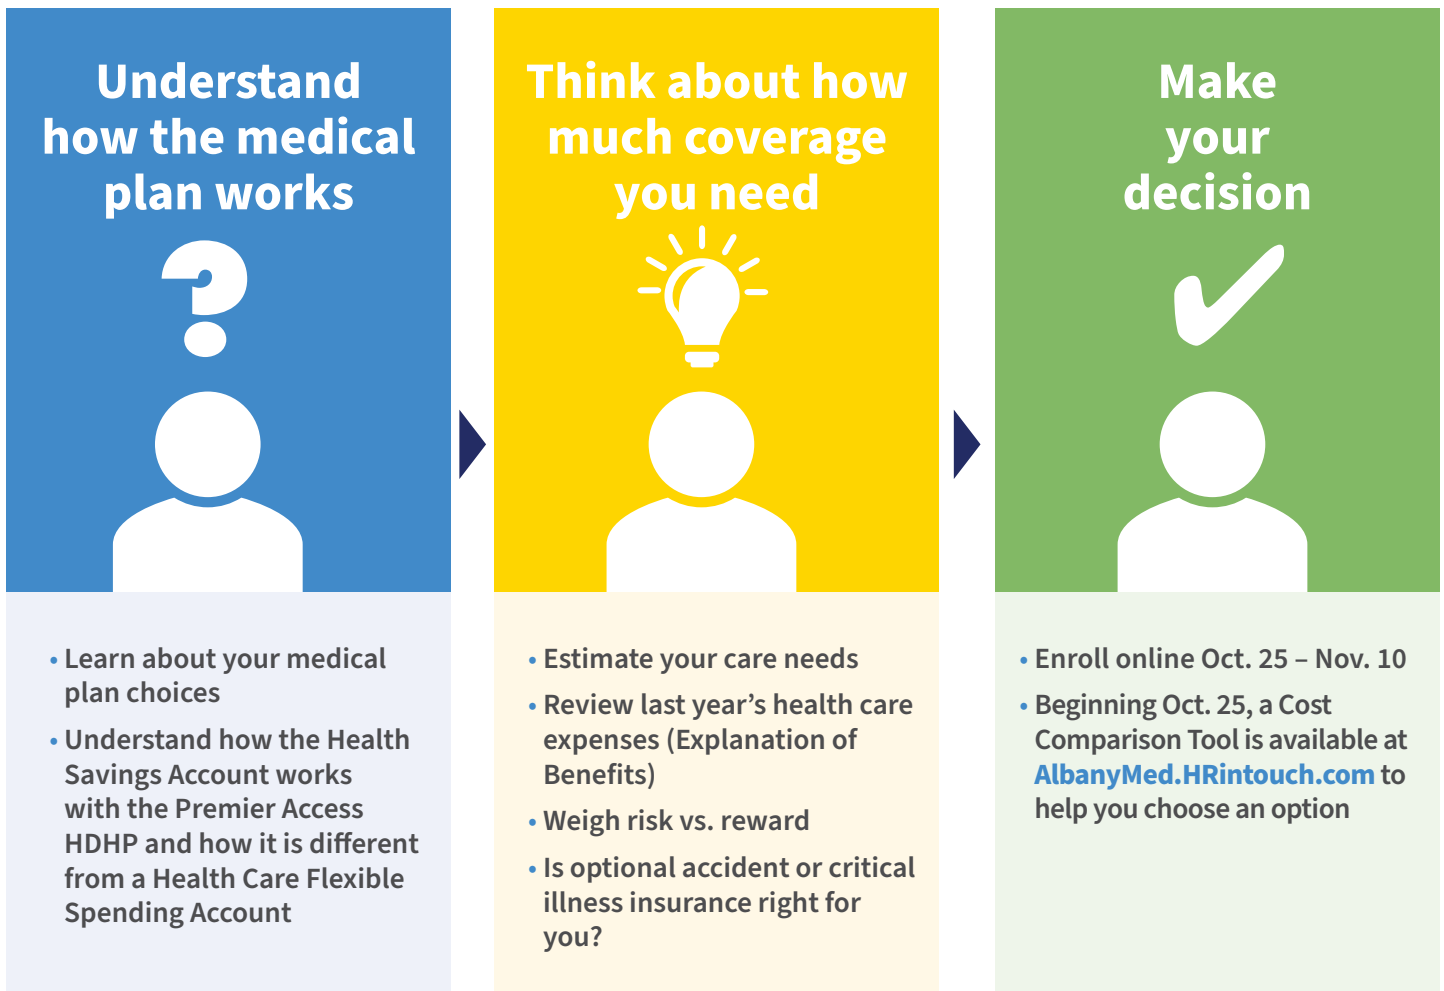 Understand
how the medical
plan works
?
• Learn about your medical
plan choices
• Understand how the Health
Savings Account works
with the Premier Access
HDHP and how it is different
from a Health Care Flexible
Spending Account
Think about how
much coverage
you need
• Estimate your care needs
• Review last year’s health care
expenses (Explanation of
Benefits)
• Weigh risk vs. reward
• Is optional accident or critical
illness insurance right for
you?
Make
your
decision
• Enroll online Oct. 25 – Nov. 10
• Beginning Oct. 25, a Cost
Comparison Tool is available at
AlbanyMed.HRintouch.com to
help you choose an option